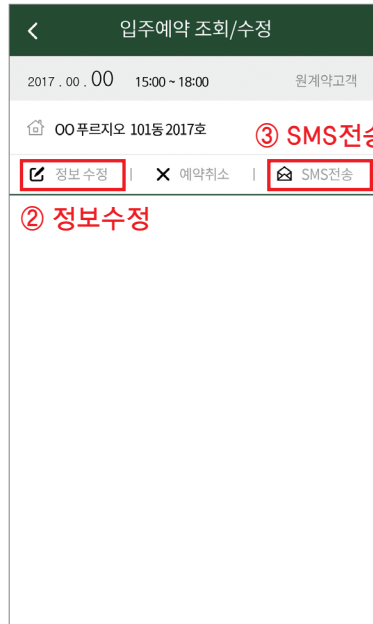 입주예약 조회/수정
2017 . 00 . 00 15:00 ~ 18:00 원계약고객
OO 푸르지오 101동 2017호
③ SMS전송
정보 수정 | 예약취소 | SMS전송
② 정보수정